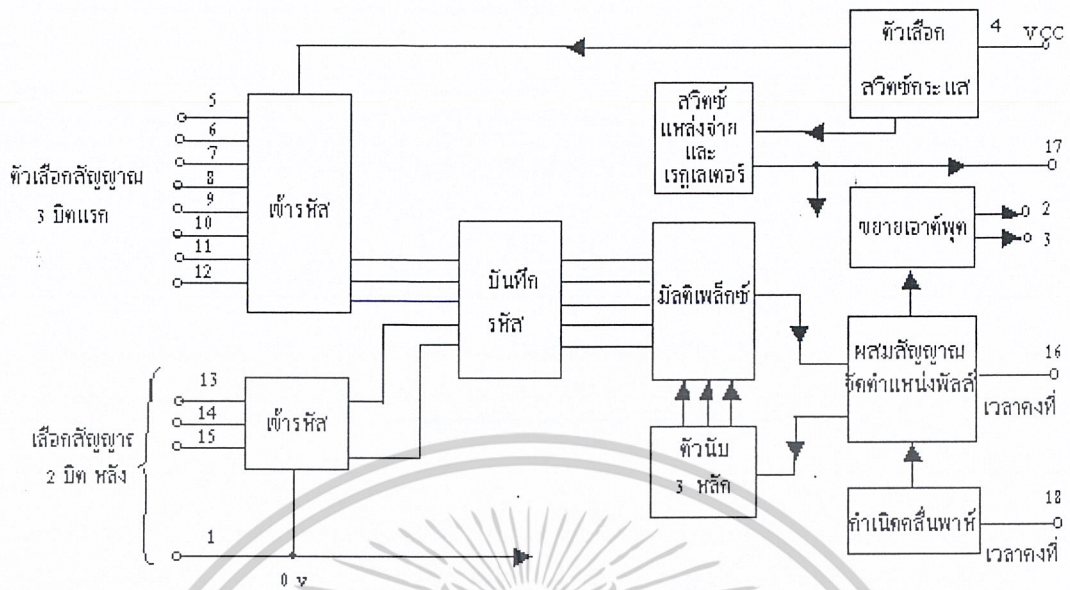 ตัวเลือก
สวิตซ์กระแส
4
VCC
สวิตซ์
แหล่งจ่าย
และ
เรกูเลเตอร์
17
ตัวเลือกสัญญาณ
3 บิตแรก
5
6
7
8
9
10
11
12
เข้ารหัส
บันทึก
รหัส
มัลติเพล็กซ์
ขยายเอาต์พุต
2
3
ผสมสัญญาณ
จัดตำแหน่งพัลส์
16
เวลาคงที่
เลือกสัญญาร
2 บิต หลัง
13
14
15
เข้ารหัส
ตัวนับ
3 หลัก
กำเนิดคลื่นพาห์
18
เวลาคงที่
1
0 v